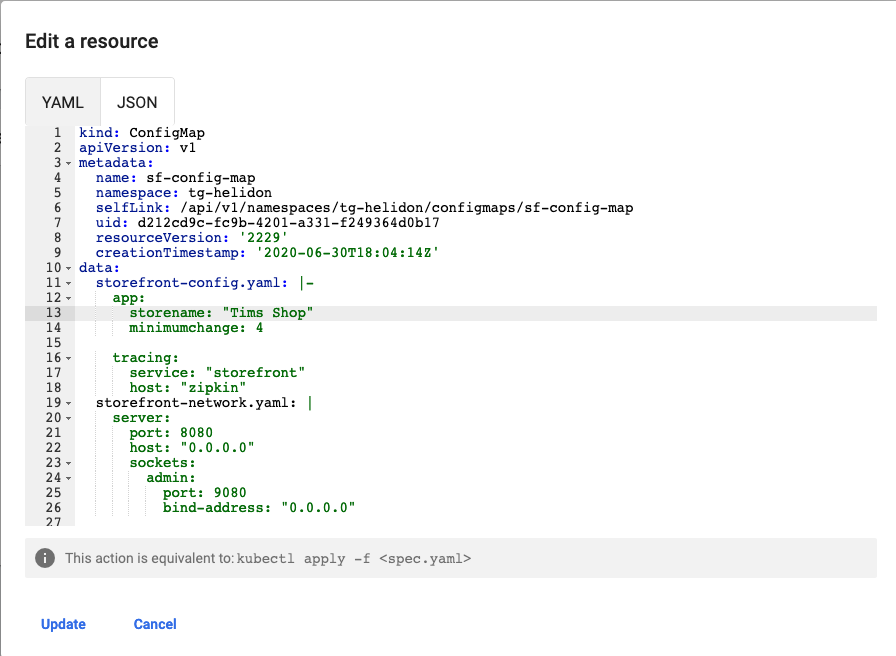 Edit a resource
YAML JSON
1 kind: ConfigMap
2 apiVersion: v1
3 metadata:
4   name: sf-config-map
5   namespace: tg-helidon
6   selfLink: /api/v1/namespaces/tg-helidon/configmaps/sf-config-map
7   uid: d212cd9c-fc9b-4201-a331-f249364d0b17
8   resourceVersion: '2229'
9   creationTimestamp: '2020-06-30T18:04:14Z'
10 data:
11   storefront-config.yaml: |-
12     app:
13       storename: "Tims Shop"
14       minimumchange: 4
15
16     tracing:
17       service: "storefront"
18       host: "zipkin"
19   storefront-network.yaml: |
20     server:
21       port: 8080
22       host: "0.0.0.0"
23       sockets:
24         admin:
25           port: 9080
26           bind-address: "0.0.0.0"
27
This action is equivalent to: kubectl apply -f <spec.yaml>
Update Cancel